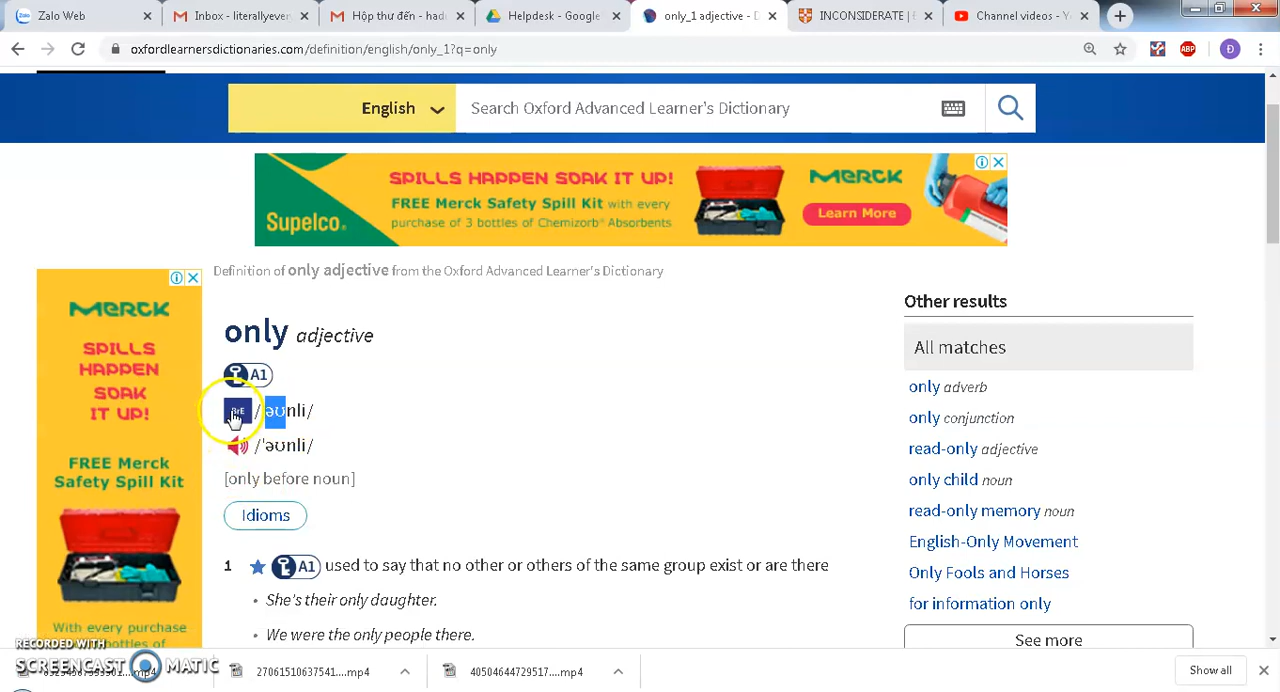 Zalo Web
Inbox - literallyever
Hộp thư đến - had
Helpdesk - Google
only_1 adjective - D
INCONSIDERATE | f
Channel videos - Y
oxfordlearnersdictionaries.com/definition/english/only_1?q=only
ABP
Đ
English
Search Oxford Advanced Learner's Dictionary
SPILLS HAPPEN SOAK IT UP!
FREE Merck Safety Spill Kit with every
purchase of 3 bottles of Chemizorb® Absorbents
Supelco®
MERCK
Learn More
Definition of only adjective from the Oxford Advanced Learner's Dictionary
MERCK
SPILLS
HAPPEN
SOAK
IT UP!
FREE Merck
Safety Spill Kit
With every purchase
of 3 bottles of
only adjective
A1
BrE /ˈəʊnli/
/ˈəʊnli/
[only before noun]
Idioms
1 A1 used to say that no other or others of the same group exist or are there
• She's their only daughter.
• We were the only people there.
Other results
All matches
only adverb
only conjunction
read-only adjective
only child noun
read-only memory noun
English-Only Movement
Only Fools and Horses
for information only
See more
RECORDED WITH
SCREENCAST MATIC
27061510637541....mp4
40504644729517....mp4
Show all